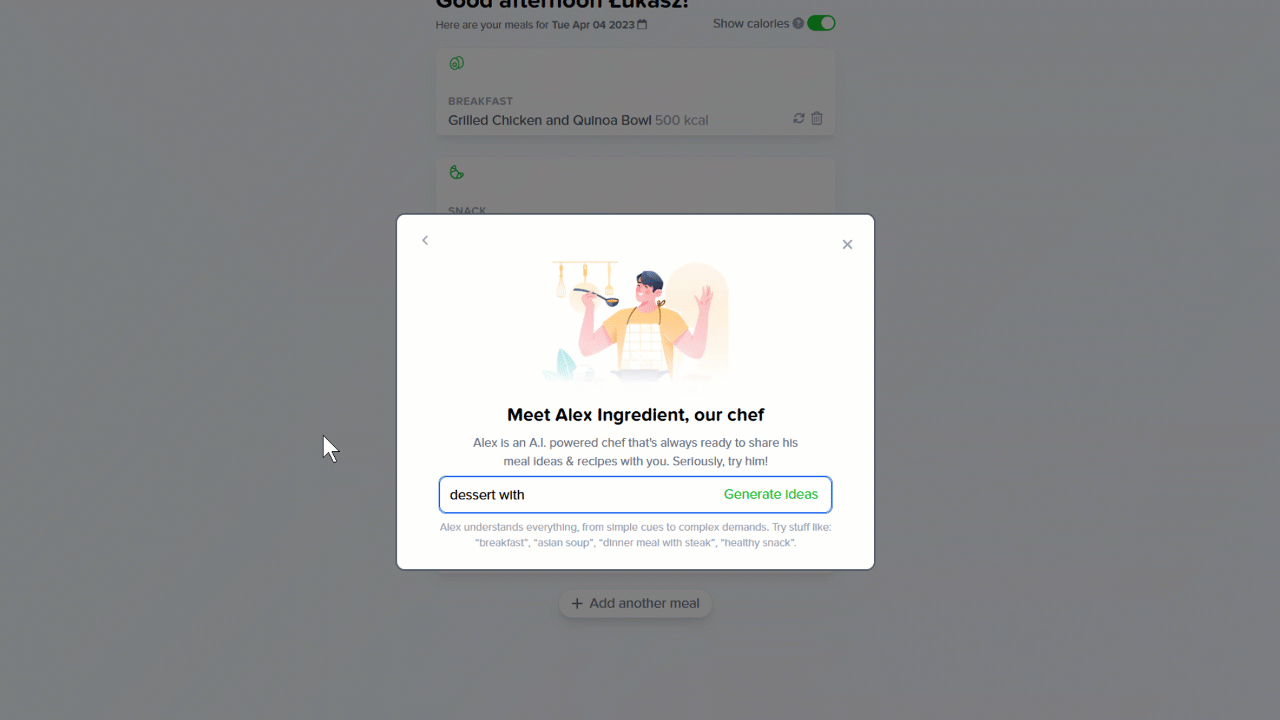 Good afternoon Łukasz!
Here are your meals for Tue Apr 04 2023
Show calories ?
BREAKFAST
Grilled Chicken and Quinoa Bowl 500 kcal
SNACK
Meet Alex Ingredient, our chef
Alex is an A.I. powered chef that's always ready to share his
meal ideas & recipes with you. Seriously, try him!
dessert with
Generate ideas
Alex understands everything, from simple cues to complex demands. Try stuff like:
"breakfast", "asian soup", "dinner meal with steak", "healthy snack".
+ Add another meal